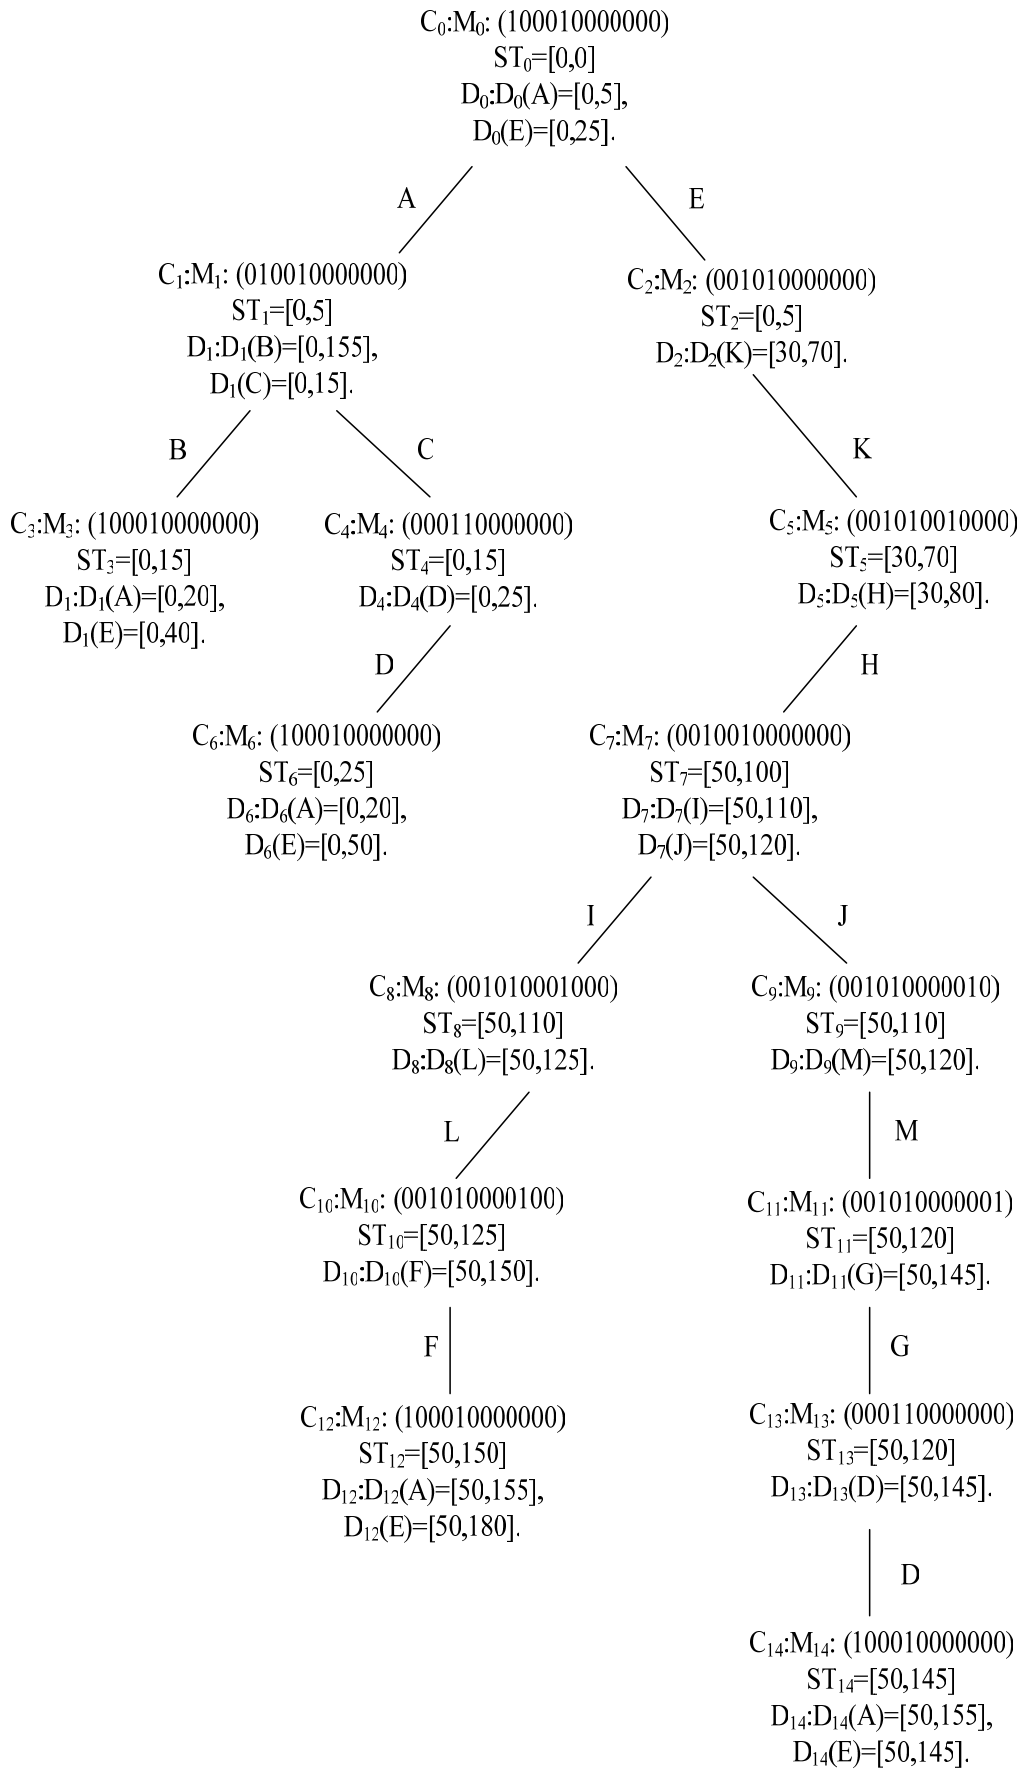 C₀:M₀: (100010000000)
ST₀=[0,0]
D₀:D₀(A)=[0,5],
D₀(E)=[0,25].
A
E
C₁:M₁: (010010000000)
ST₁=[0,5]
D₁:D₁(B)=[0,155],
D₁(C)=[0,15].
C₂:M₂: (001010000000)
ST₂=[0,5]
D₂:D₂(K)=[30,70].
B
C
K
C₃:M₃: (100010000000)
ST₃=[0,15]
D₁:D₁(A)=[0,20],
D₁(E)=[0,40].
C₄:M₄: (000110000000)
ST₄=[0,15]
D₄:D₄(D)=[0,25].
C₅:M₅: (001010010000)
ST₅=[30,70]
D₅:D₅(H)=[30,80].
D
H
C₆:M₆: (100010000000)
ST₆=[0,25]
D₆:D₆(A)=[0,20],
D₆(E)=[0,50].
C₇:M₇: (0010010000000)
ST₇=[50,100]
D₇:D₇(I)=[50,110],
D₇(J)=[50,120].
I
J
C₈:M₈: (001010001000)
ST₈=[50,110]
D₈:D₈(L)=[50,125].
C₉:M₉: (001010000010)
ST₉=[50,110]
D₉:D₉(M)=[50,120].
L
M
C₁₀:M₁₀: (001010000100)
ST₁₀=[50,125]
D₁₀:D₁₀(F)=[50,150].
C₁₁:M₁₁: (001010000001)
ST₁₁=[50,120]
D₁₁:D₁₁(G)=[50,145].
F
G
C₁₂:M₁₂: (100010000000)
ST₁₂=[50,150]
D₁₂:D₁₂(A)=[50,155],
D₁₂(E)=[50,180].
C₁₃:M₁₃: (000110000000)
ST₁₃=[50,120]
D₁₃:D₁₃(D)=[50,145].
D
C₁₄:M₁₄: (100010000000)
ST₁₄=[50,145]
D₁₄:D₁₄(A)=[50,155],
D₁₄(E)=[50,145].